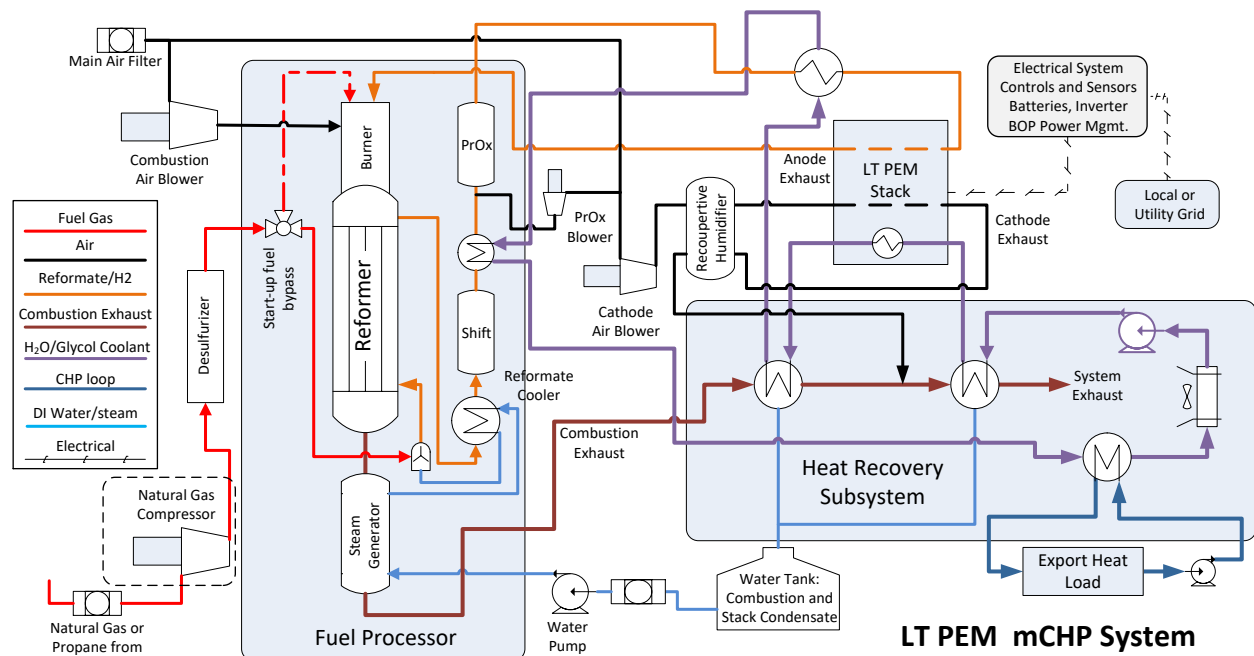 Main Air Filter
Combustion
Air Blower
Fuel Gas
Air
Reformate/H2
Combustion Exhaust
H₂O/Glycol Coolant
CHP loop
DI Water/steam
Electrical
Desulfurizer
Start-up fuel
bypass
Natural Gas
Compressor
Natural Gas or
Propane from
Burner
Reformer
Steam
Generator
Fuel Processor
PrOx
Shift
Reformate
Cooler
PrOx
Blower
Combustion
Exhaust
Cathode
Air Blower
Recoupertive
Humidifier
Anode
Exhaust
LT PEM
Stack
Cathode
Exhaust
Electrical System
Controls and Sensors
Batteries, Inverter
BOP Power Mgmt.
Local or
Utility Grid
System
Exhaust
Heat Recovery
Subsystem
Export Heat
Load
Water Tank:
Combustion and
Stack Condensate
Water
Pump
LT PEM mCHP System